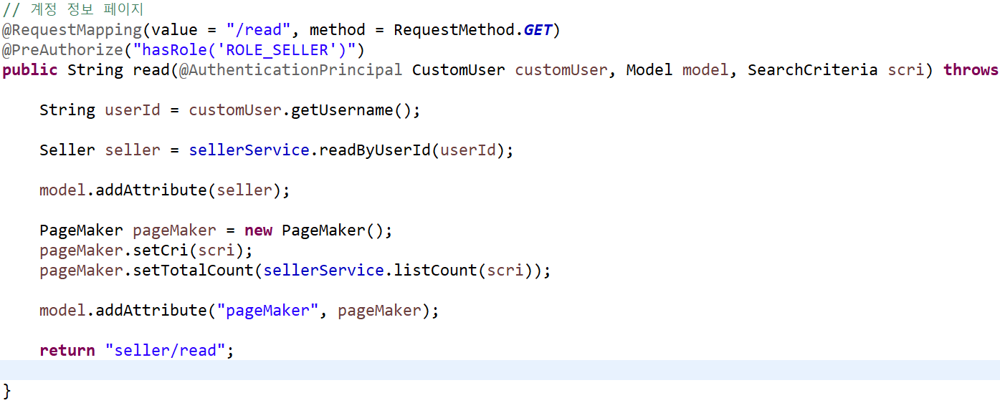 // 계정 정보 페이지
@RequestMapping(value = "/read", method = RequestMethod.GET)
@PreAuthorize("hasRole('ROLE_SELLER')")
public String read(@AuthenticationPrincipal CustomUser customUser, Model model, SearchCriteria scri) throws
String userId = customUser.getUsername();
Seller seller = sellerService.readByUserId(userId);
model.addAttribute(seller);
PageMaker pageMaker = new PageMaker();
pageMaker.setCri(scri);
pageMaker.setTotalCount(sellerService.listCount(scri));
model.addAttribute("pageMaker", pageMaker);
return "seller/read";
}